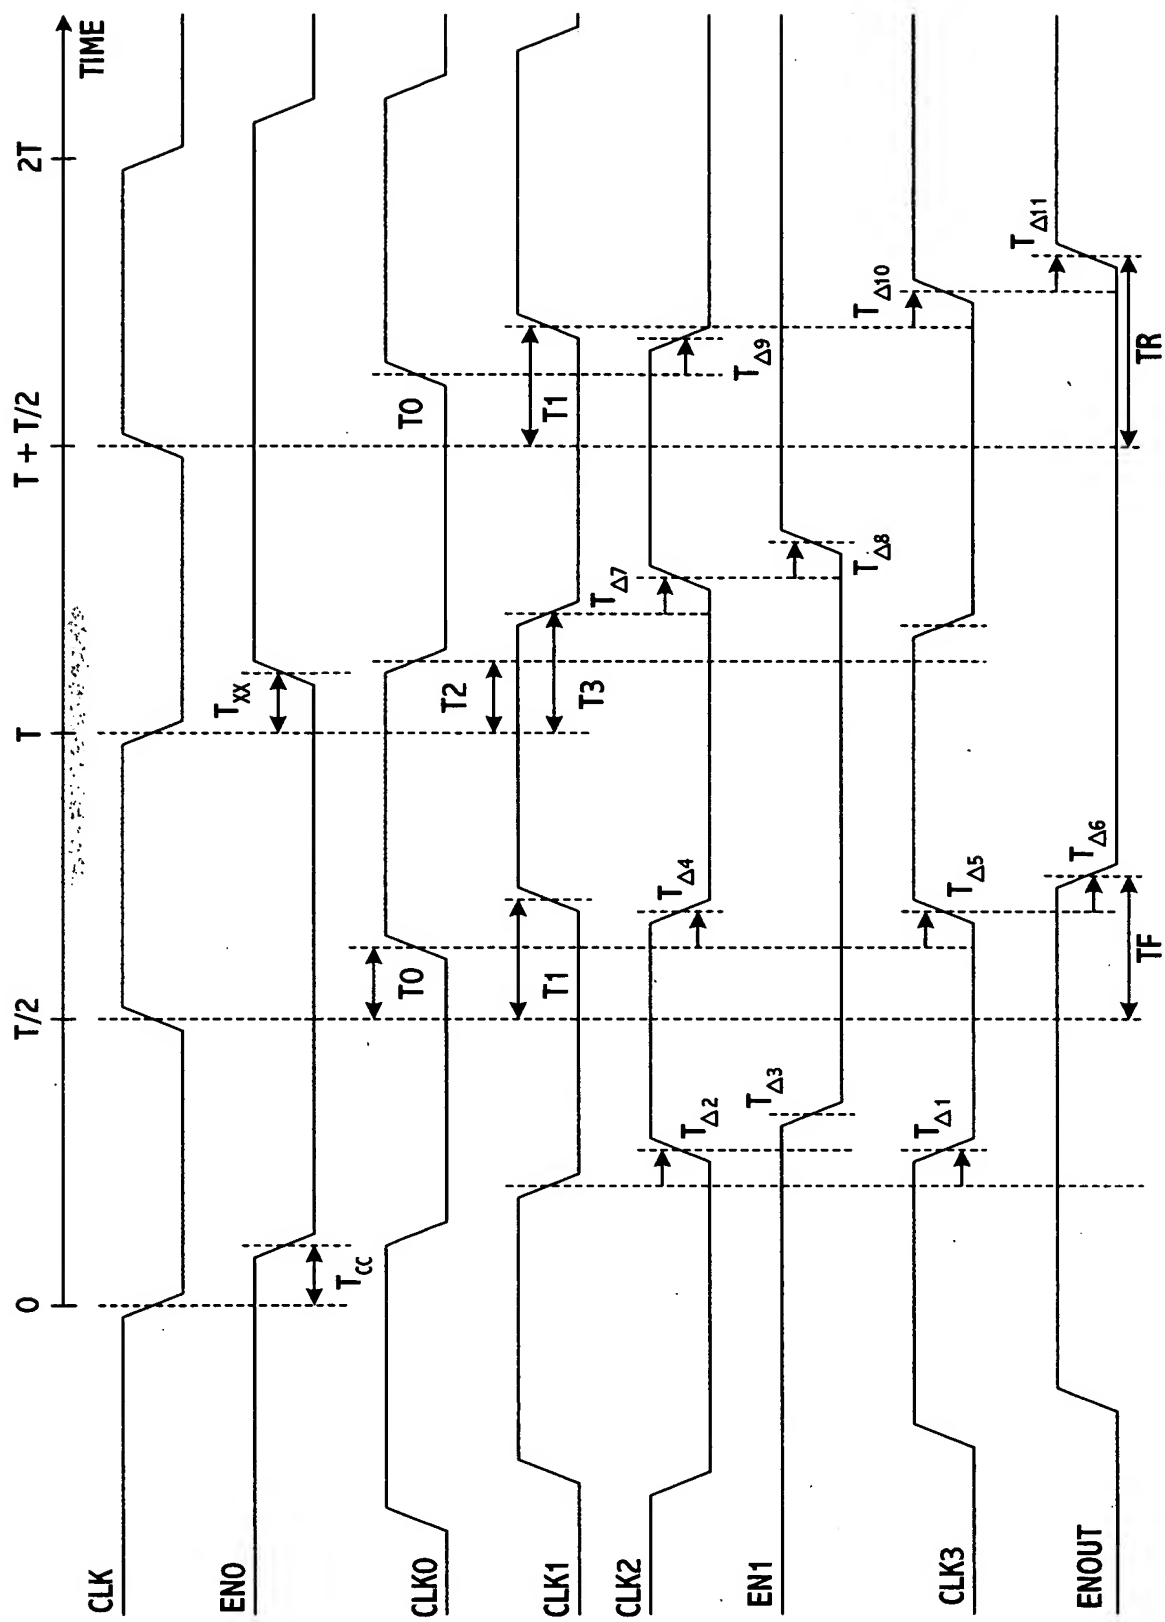 0
T/2
T
T + T/2
2T
TIME
CLK
EN0
T_CC
T_XX
CLK0
T0
T0
T2
CLK1
T1
T3
T1
CLK2
T_Δ2
T_Δ4
T_Δ7
T_Δ9
EN1
T_Δ3
T_Δ8
CLK3
T_Δ1
T_Δ5
T_Δ10
ENOUT
T_Δ6
T_Δ11
TF
TR